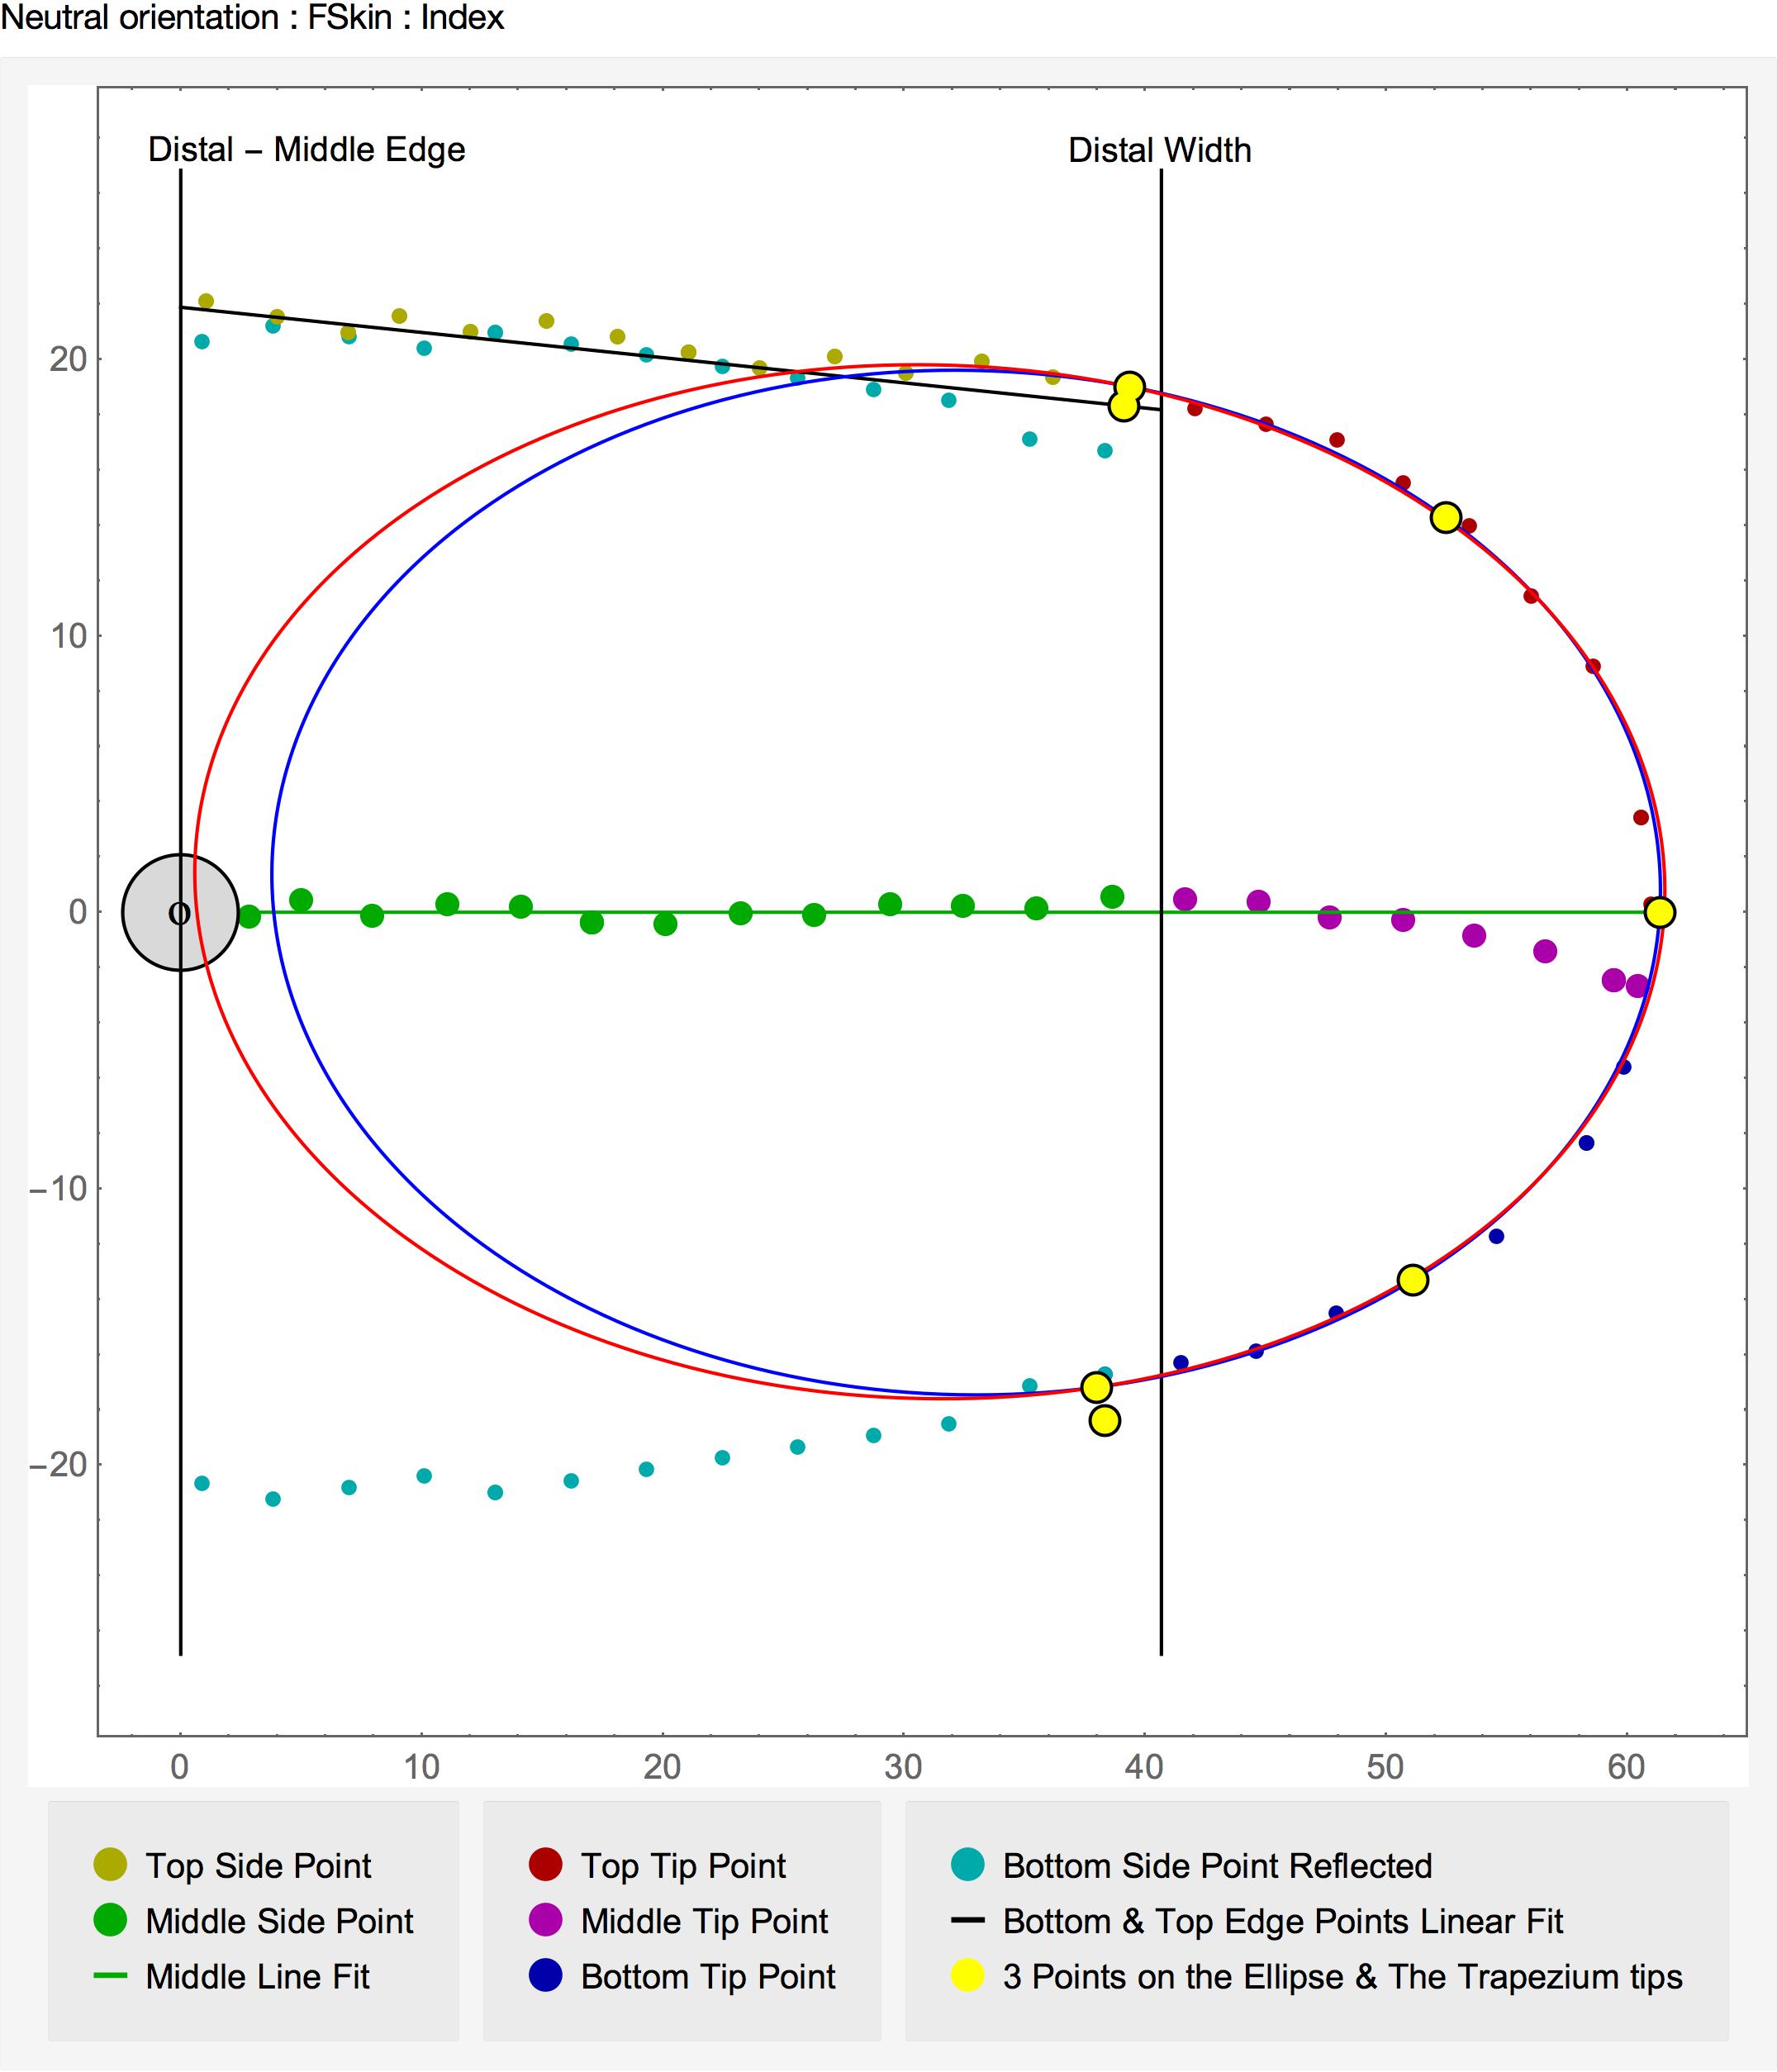 Neutral orientation : FSkin : Index
Distal – Middle Edge
Distal Width
20
10
0
O
−10
−20
0 10 20 30 40 50 60
Top Side Point
Middle Side Point
Middle Line Fit
Top Tip Point
Middle Tip Point
Bottom Tip Point
Bottom Side Point Reflected
Bottom & Top Edge Points Linear Fit
3 Points on the Ellipse & The Trapezium tips